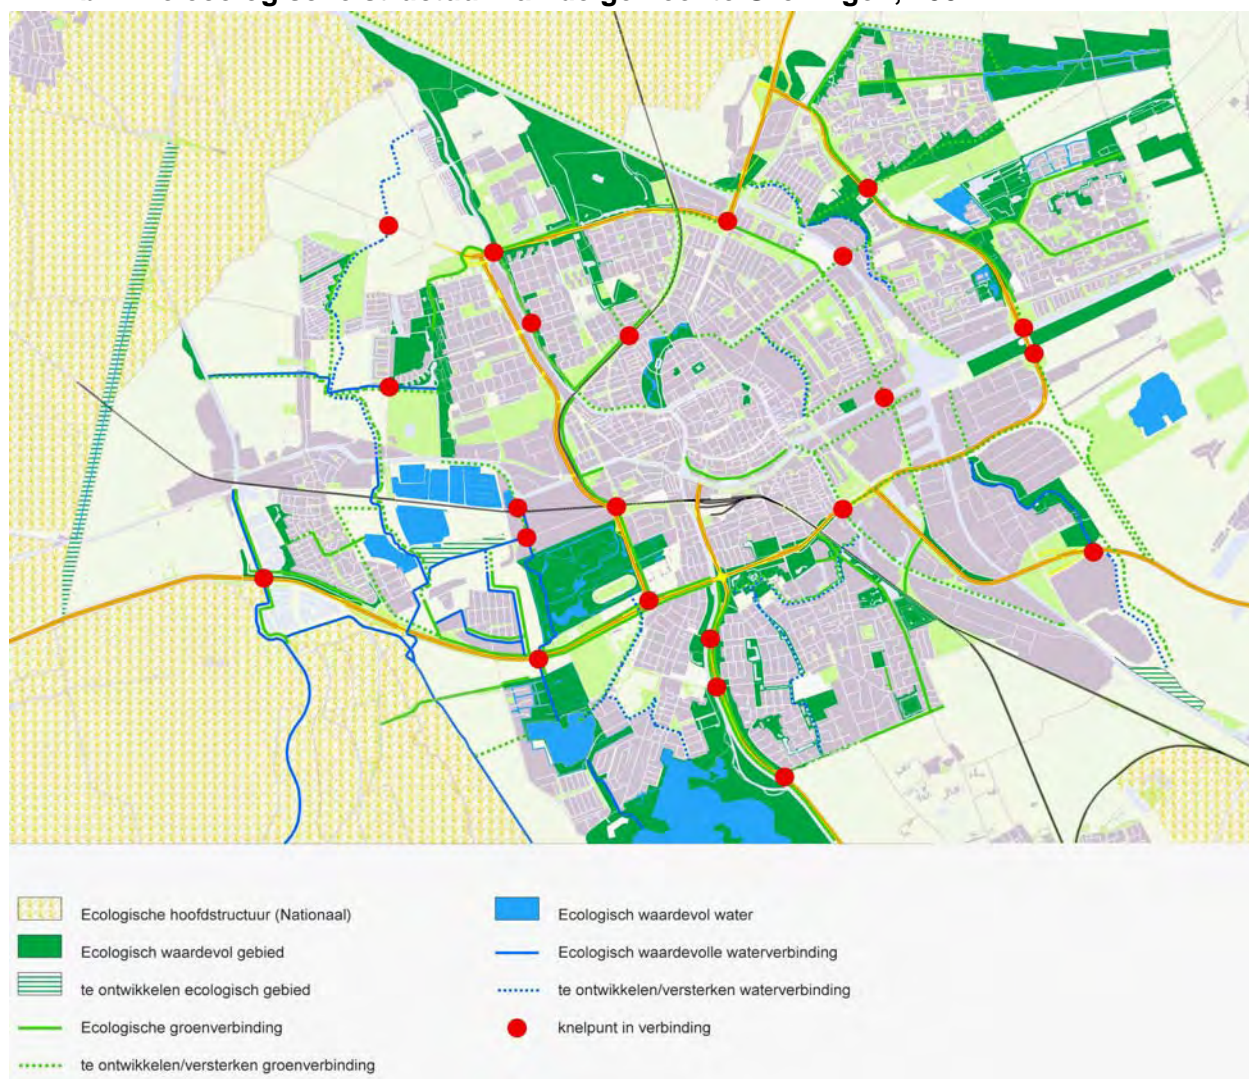 Ecologische hoofdstructuur (Nationaal)
Ecologisch waardevol gebied
te ontwikkelen ecologisch gebied
Ecologische groenverbinding
te ontwikkelen/versterken groenverbinding
Ecologisch waardevol water
Ecologisch waardevolle waterverbinding
te ontwikkelen/versterken waterverbinding
knelpunt in verbinding